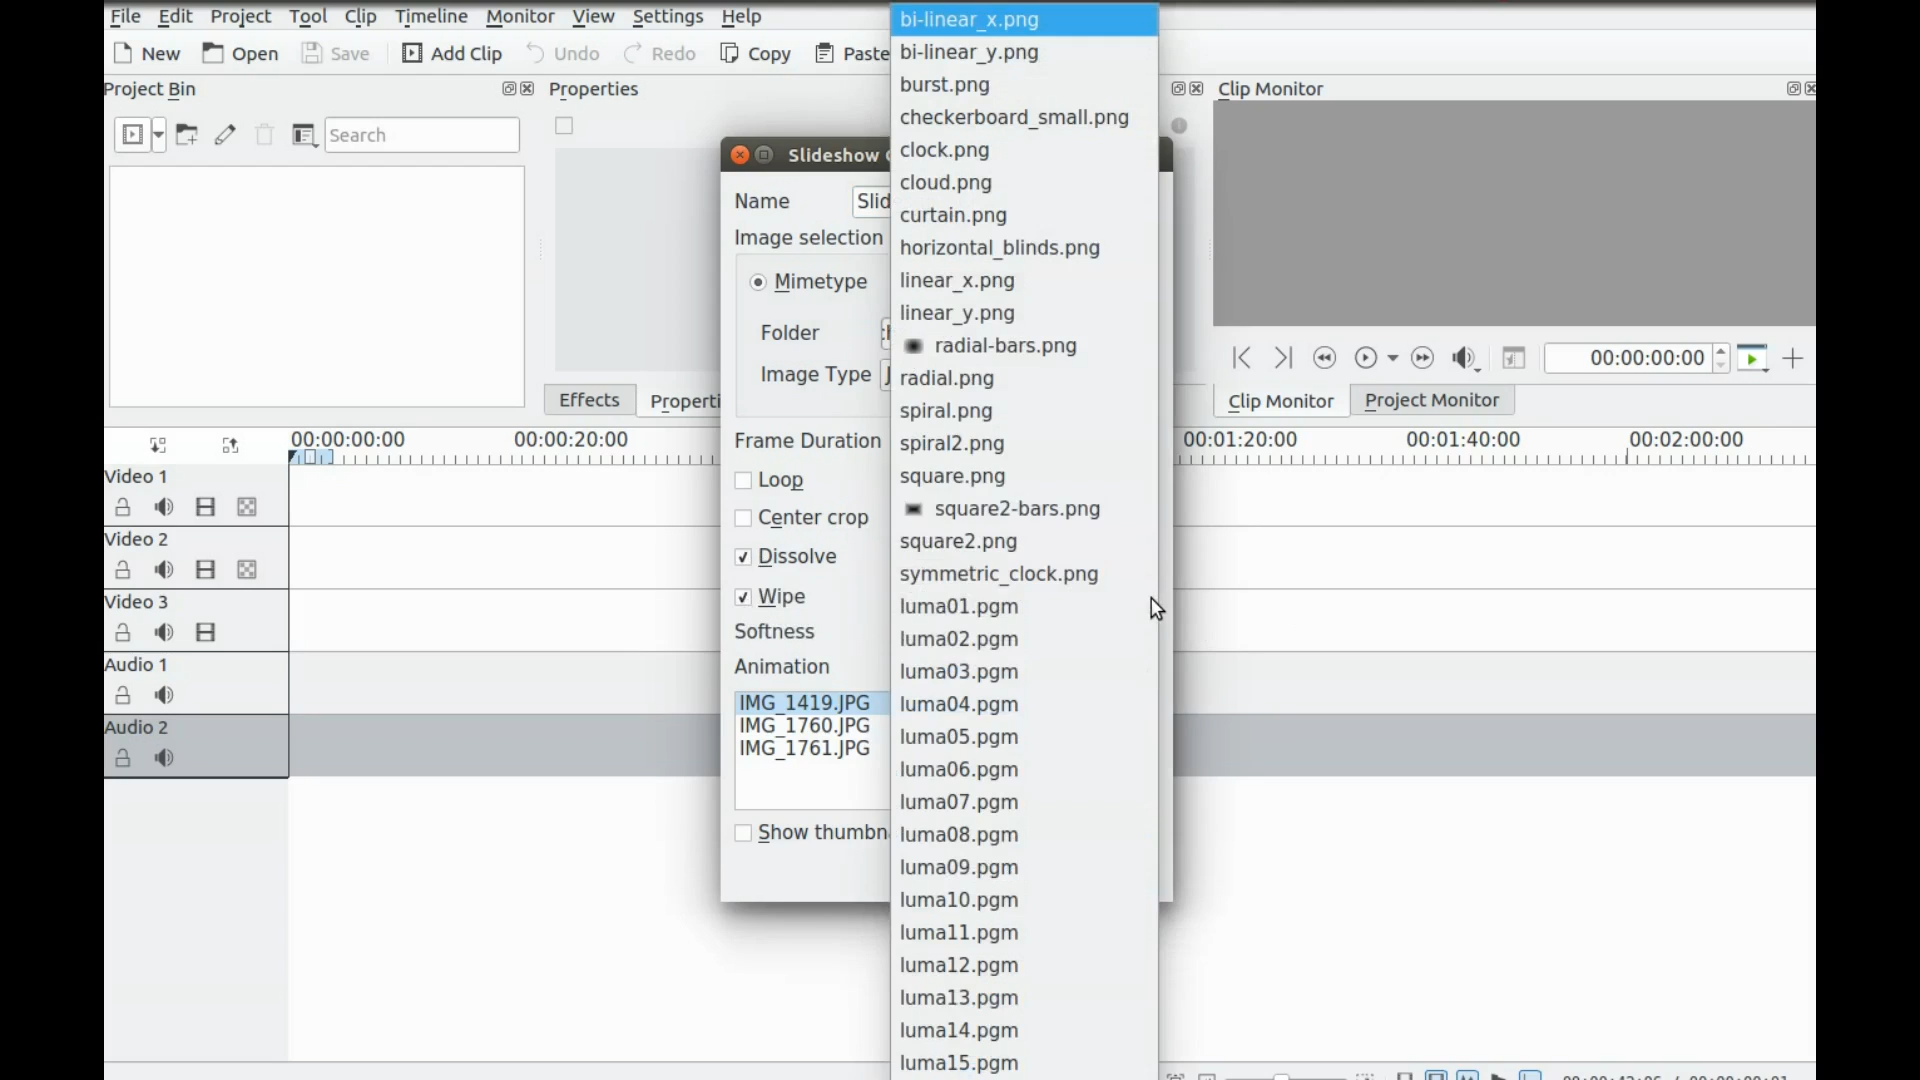 File Edit Project Tool Clip Timeline Monitor View Settings Help
New Open Save Add Clip Undo Redo Copy Paste
Project Bin
Search
Properties
Effects
Clip Monitor
00:00:00:00
Clip Monitor Project Monitor
Slideshow
Name
Slid
Image selection
Mimetype
Folder
Image Type
Frame Duration
Loop
Center crop
Dissolve
Wipe
Softness
Animation
IMG_1419.JPG
IMG_1760.JPG
IMG_1761.JPG
Show thumbn
bi-linear_x.png
bi-linear_y.png
burst.png
checkerboard_small.png
clock.png
cloud.png
curtain.png
horizontal_blinds.png
linear_x.png
linear_y.png
radial-bars.png
radial.png
spiral.png
spiral2.png
square.png
square2-bars.png
square2.png
symmetric_clock.png
luma01.pgm
luma02.pgm
luma03.pgm
luma04.pgm
luma05.pgm
luma06.pgm
luma07.pgm
luma08.pgm
luma09.pgm
luma10.pgm
luma11.pgm
luma12.pgm
luma13.pgm
luma14.pgm
luma15.pgm
00:00:00:00 00:00:20:00 00:01:20:00 00:01:40:00 00:02:00:00
Video 1
Video 2
Video 3
Audio 1
Audio 2